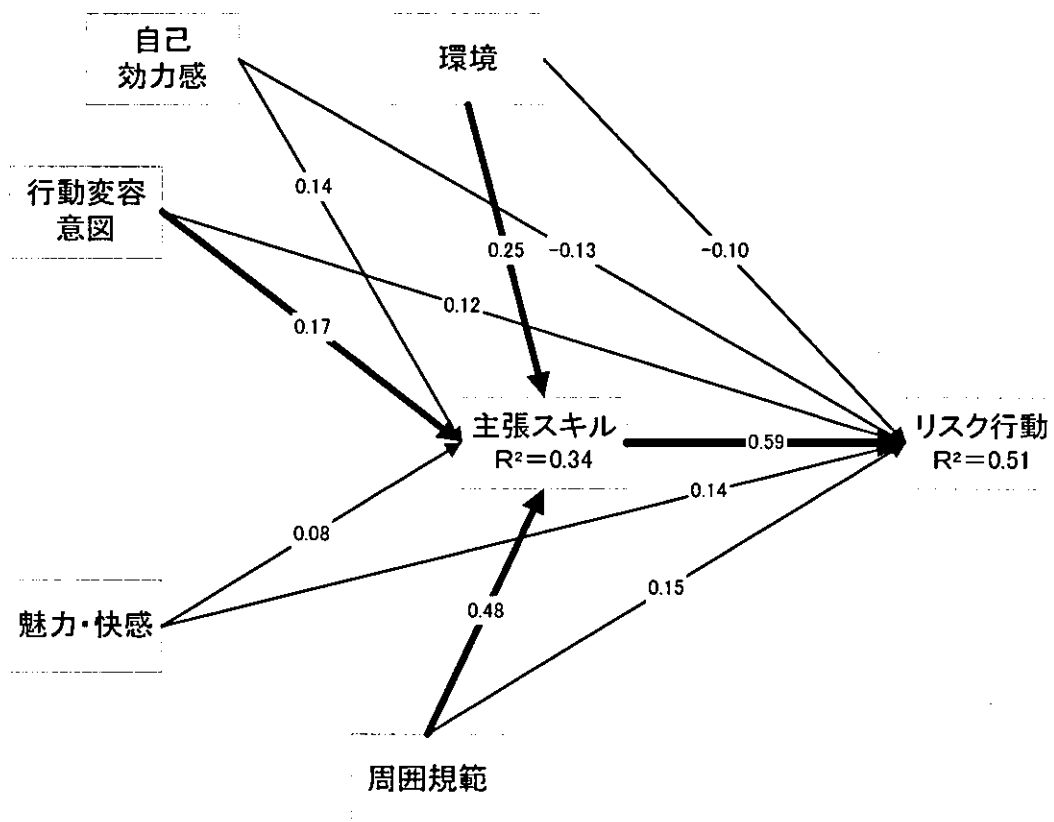 自己
効力感
環境
行動変容
意図
0.14
0.25
-0.13
-0.10
0.12
0.17
主張スキル
R²=0.34
0.59
リスク行動
R²=0.51
0.14
0.08
魅力・快感
0.48
0.15
周囲規範